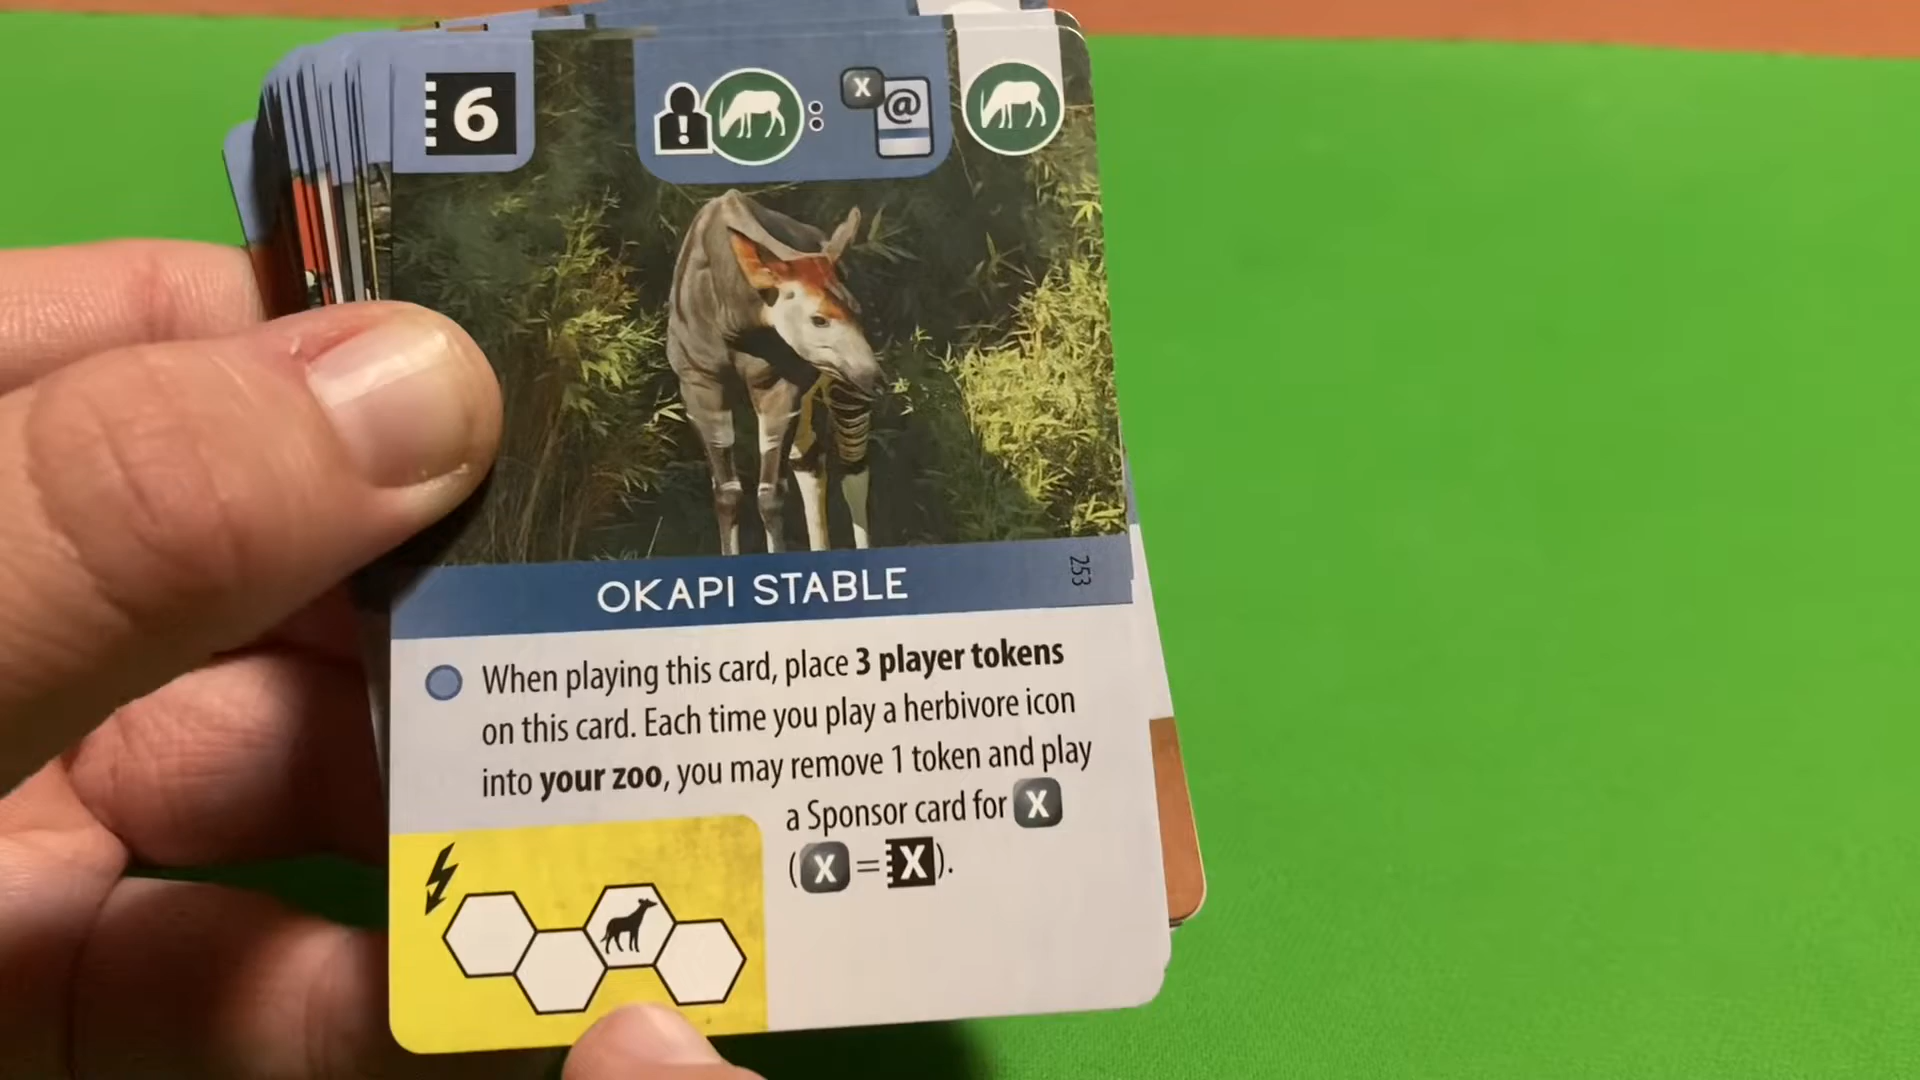 6
! : X @
OKAPI STABLE
253
When playing this card, place 3 player tokens
on this card. Each time you play a herbivore icon
into your zoo, you may remove 1 token and play
a Sponsor card for X
(X = X).